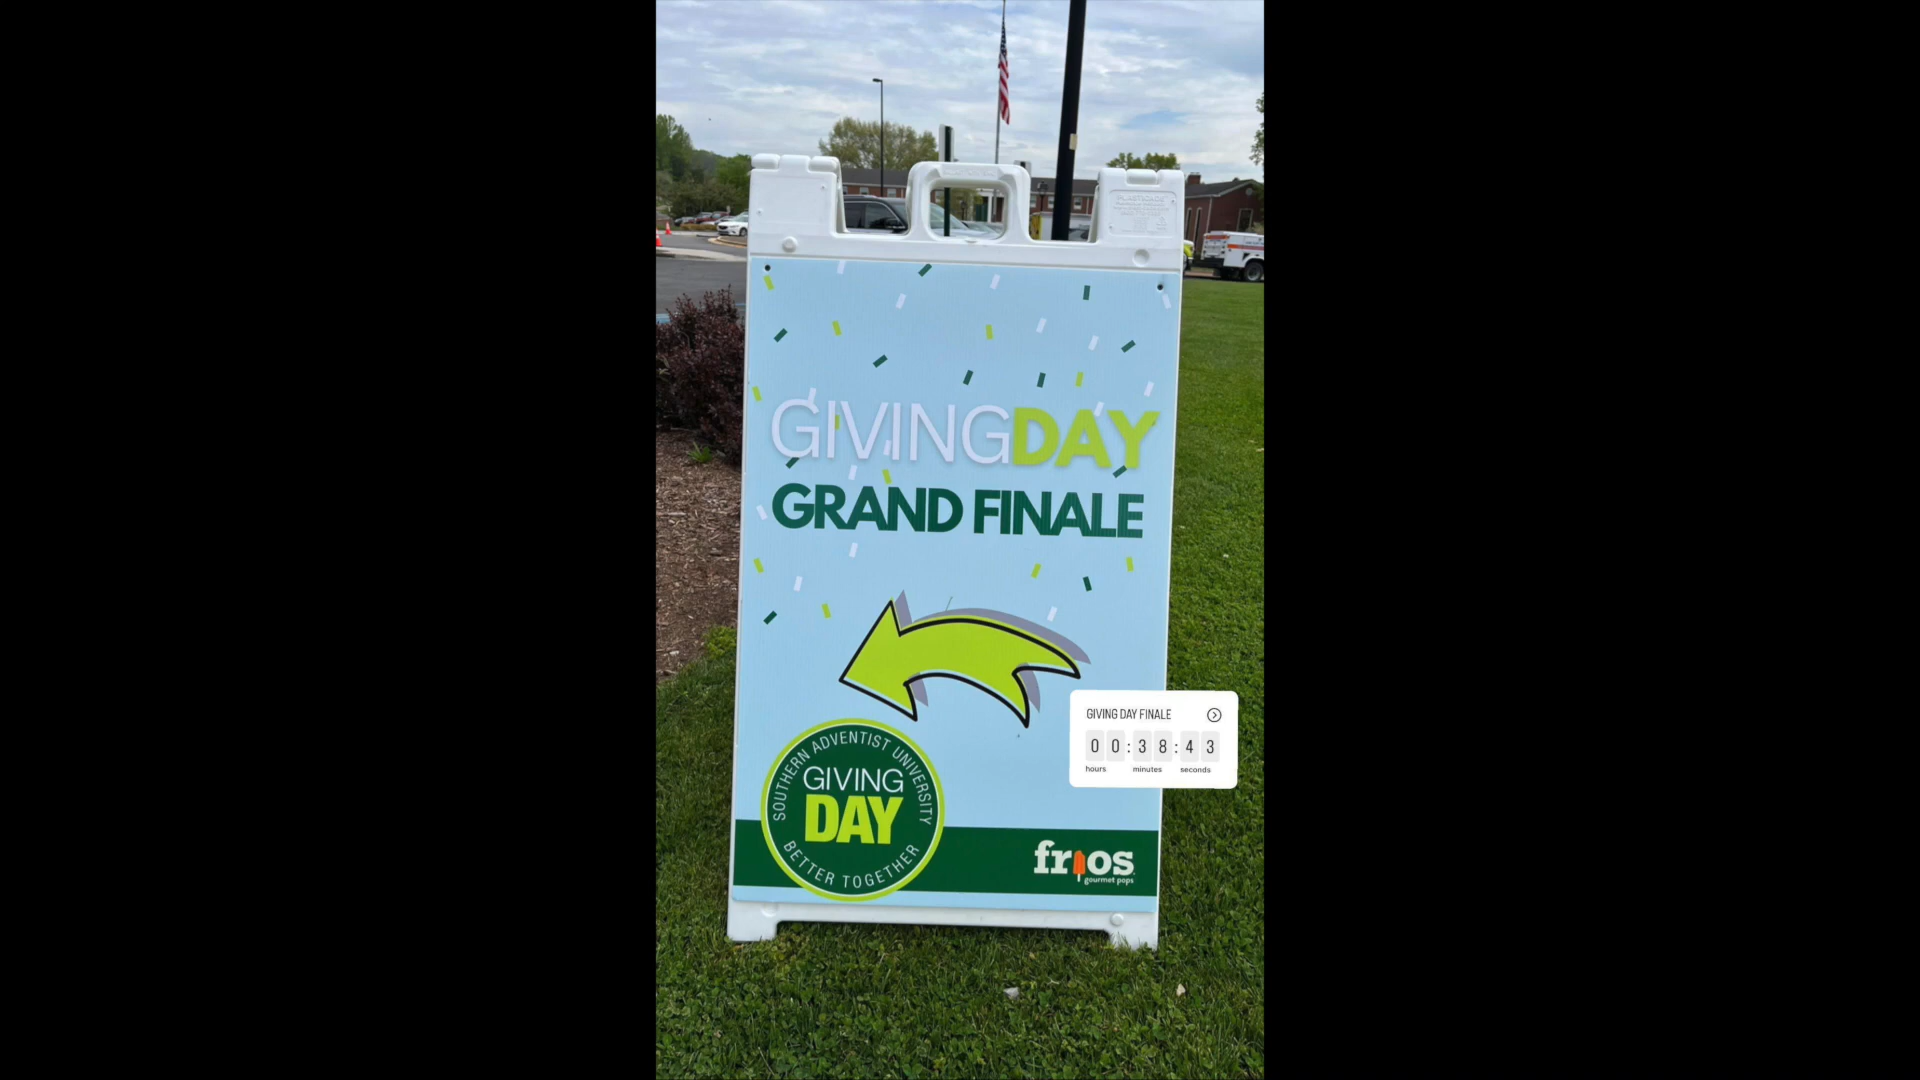 GIVINGDAY
GRAND FINALE
GIVING DAY FINALE
00:38:43
hours minutes seconds
SOUTHERN ADVENTIST UNIVERSITY
GIVING
DAY
BETTER TOGETHER
frios
gourmet pops